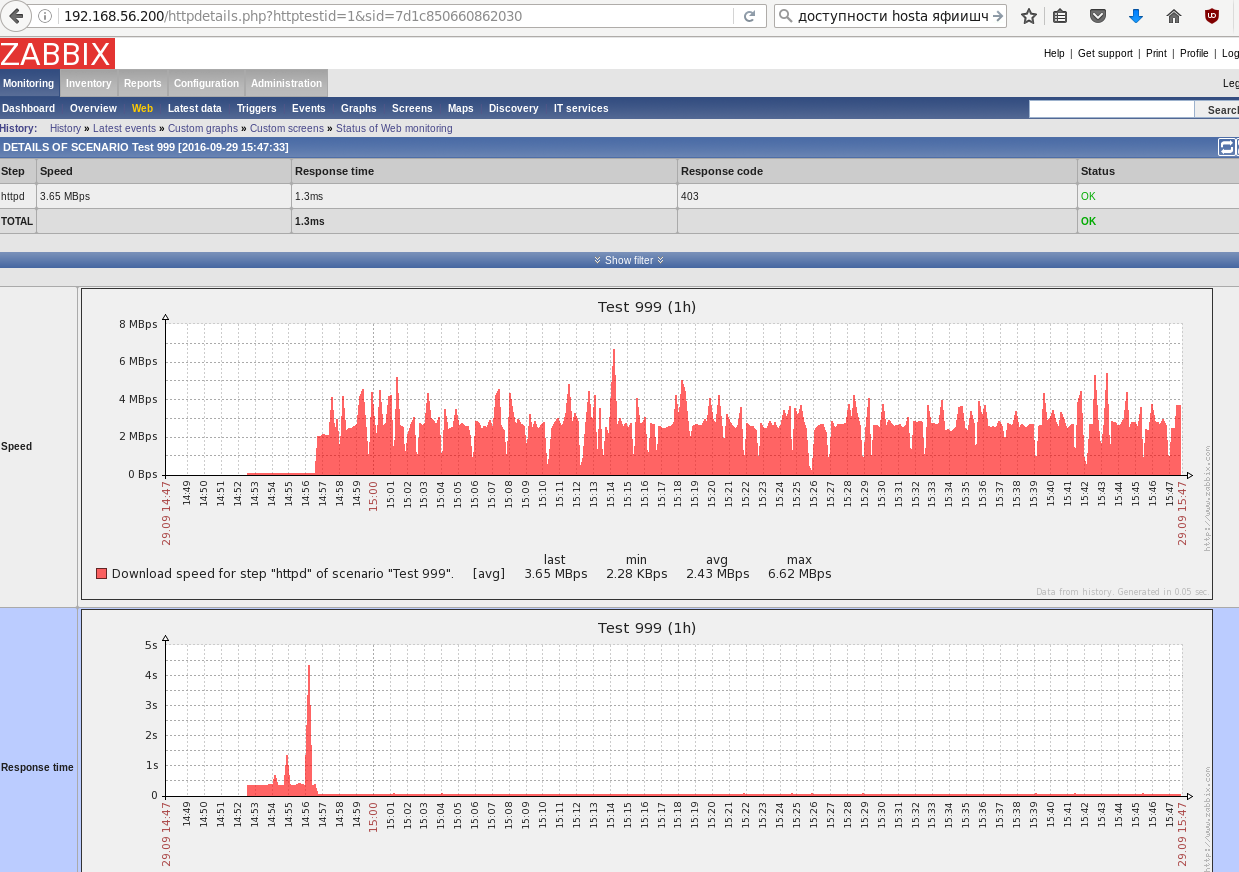 192.168.56.200/httpdetails.php?httptestid=1&sid=7d1c850660862030
доступности hosta яфиишч
ZABBIX
Help | Get support | Print | Profile | Log
Monitoring Inventory Reports Configuration Administration
Leg
Dashboard Overview Web Latest data Triggers Events Graphs Screens Maps Discovery IT services
Search
History: History » Latest events » Custom graphs » Custom screens » Status of Web monitoring
DETAILS OF SCENARIO Test 999 [2016-09-29 15:47:33]
Step Speed Response time Response code Status
httpd 3.65 MBps 1.3ms 403 OK
TOTAL 1.3ms OK
Show filter
Speed
Test 999 (1h)
8 MBps
6 MBps
4 MBps
2 MBps
0 Bps
29.09 14:47 14:49 14:50 14:51 14:52 14:53 14:54 14:55 14:56 14:57 14:58 14:59 15:00 15:01 15:02 15:03 15:04 15:05 15:06 15:07 15:08 15:09 15:10 15:11 15:12 15:13 15:14 15:15 15:16 15:17 15:18 15:19 15:20 15:21 15:22 15:23 15:24 15:25 15:26 15:27 15:28 15:29 15:30 15:31 15:32 15:33 15:34 15:35 15:36 15:37 15:38 15:39 15:40 15:41 15:42 15:43 15:44 15:45 15:46 15:47 29.09 15:47
http://www.zabbix.com
last min avg max
Download speed for step "httpd" of scenario "Test 999". [avg] 3.65 MBps 2.28 KBps 2.43 MBps 6.62 MBps
Data from history. Generated in 0.05 sec.
Response time
Test 999 (1h)
5s
4s
3s
2s
1s
0
29.09 14:47 14:49 14:50 14:51 14:52 14:53 14:54 14:55 14:56 14:57 14:58 14:59 15:00 15:01 15:02 15:03 15:04 15:05 15:06 15:07 15:08 15:09 15:10 15:11 15:12 15:13 15:14 15:15 15:16 15:17 15:18 15:19 15:20 15:21 15:22 15:23 15:24 15:25 15:26 15:27 15:28 15:29 15:30 15:31 15:32 15:33 15:34 15:35 15:36 15:37 15:38 15:39 15:40 15:41 15:42 15:43 15:44 15:45 15:46 15:47 29.09 15:47
http://www.zabbix.com